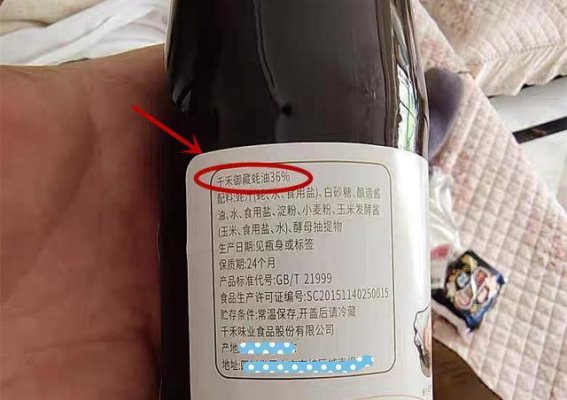 千禾御藏蚝油36%
配料:蚝汁(蚝、水、食用盐)、白砂糖、酿造酱
油、水、食用盐、淀粉、小麦粉、玉米发酵酱
(玉米、食用盐、水)、酵母抽提物
生产日期:见瓶身或标签
保质期:24个月
产品标准代号:GB/T 21999
食品生产许可证编号:SC20151140250015
贮存条件:常温保存,开盖后请冷藏
千禾味业食品股份有限公司
产地:
地址: